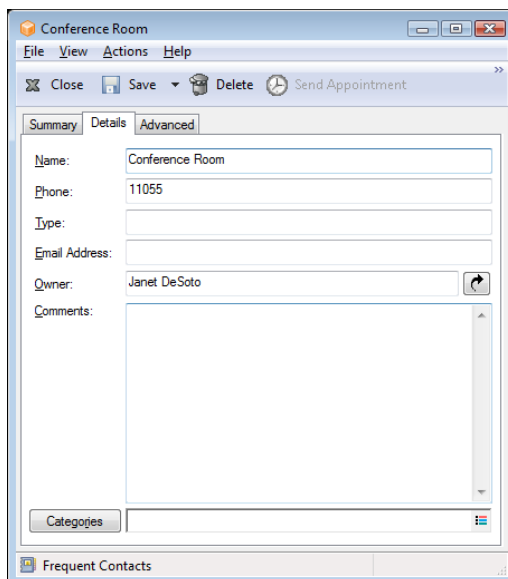 Conference Room
File View Actions Help
Close Save Delete Send Appointment
Summary Details Advanced
Name: Conference Room
Phone: 11055
Type:
Email Address:
Owner: Janet DeSoto
Comments:
Categories
Frequent Contacts